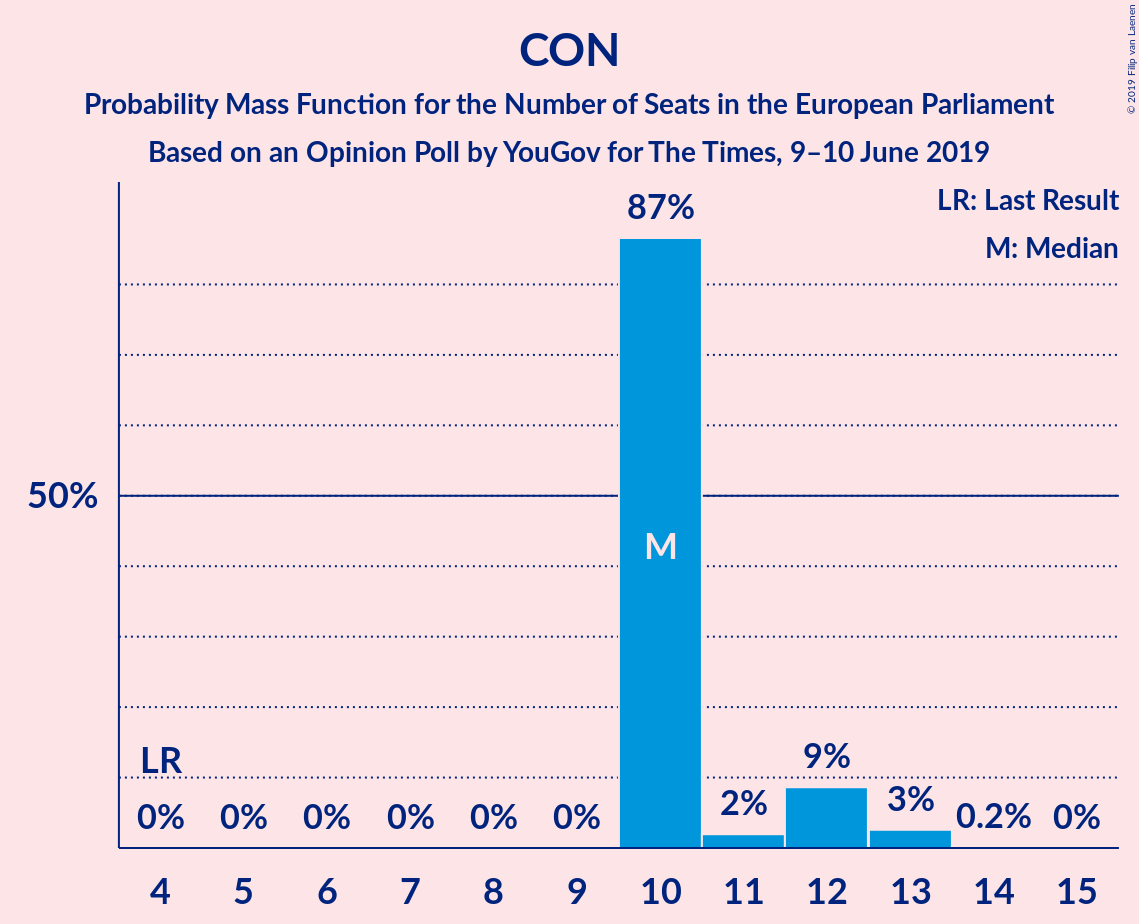 CON
Probability Mass Function for the Number of Seats in the European Parliament
Based on an Opinion Poll by YouGov for The Times, 9–10 June 2019
© 2019 Filip van Laenen
LR: Last Result
M: Median
87%
50%
M
LR
0% 0% 0% 0% 0% 0% 2% 9% 3% 0.2% 0%
4 5 6 7 8 9 10 11 12 13 14 15